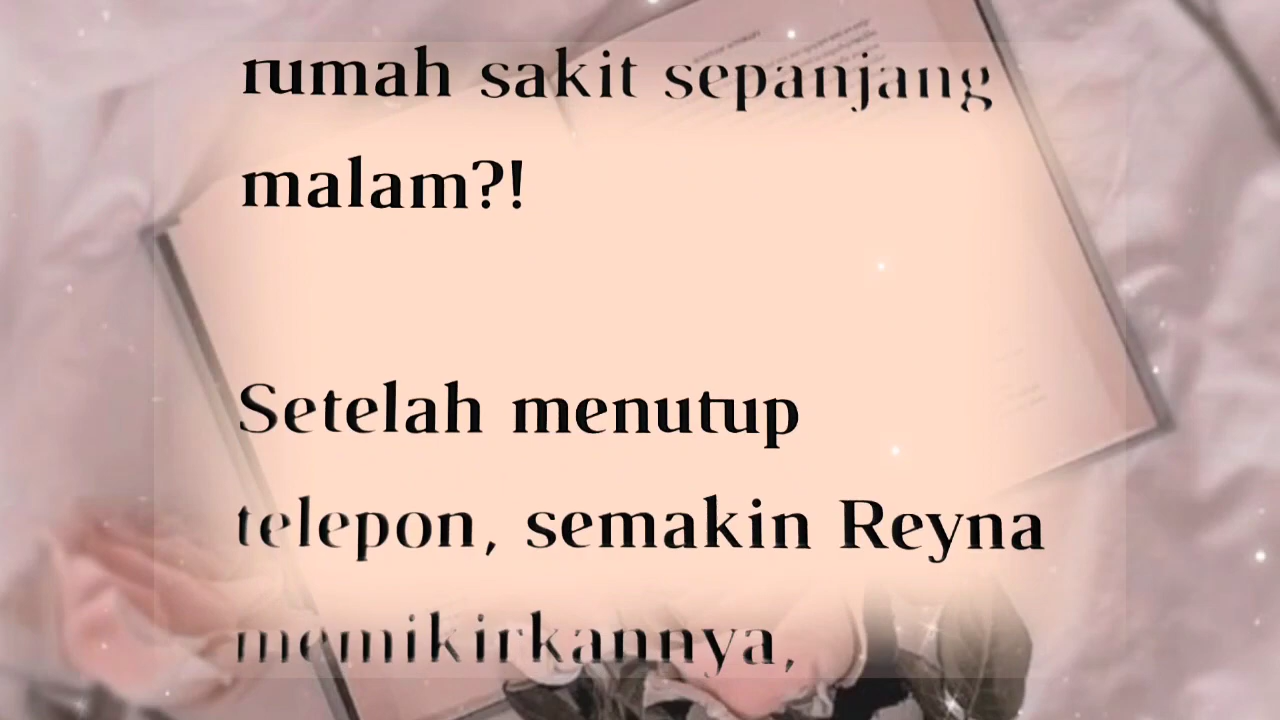 rumah sakit sepanjang
malam?!
Setelah menutup
telepon, semakin Reyna
memikirkannya,